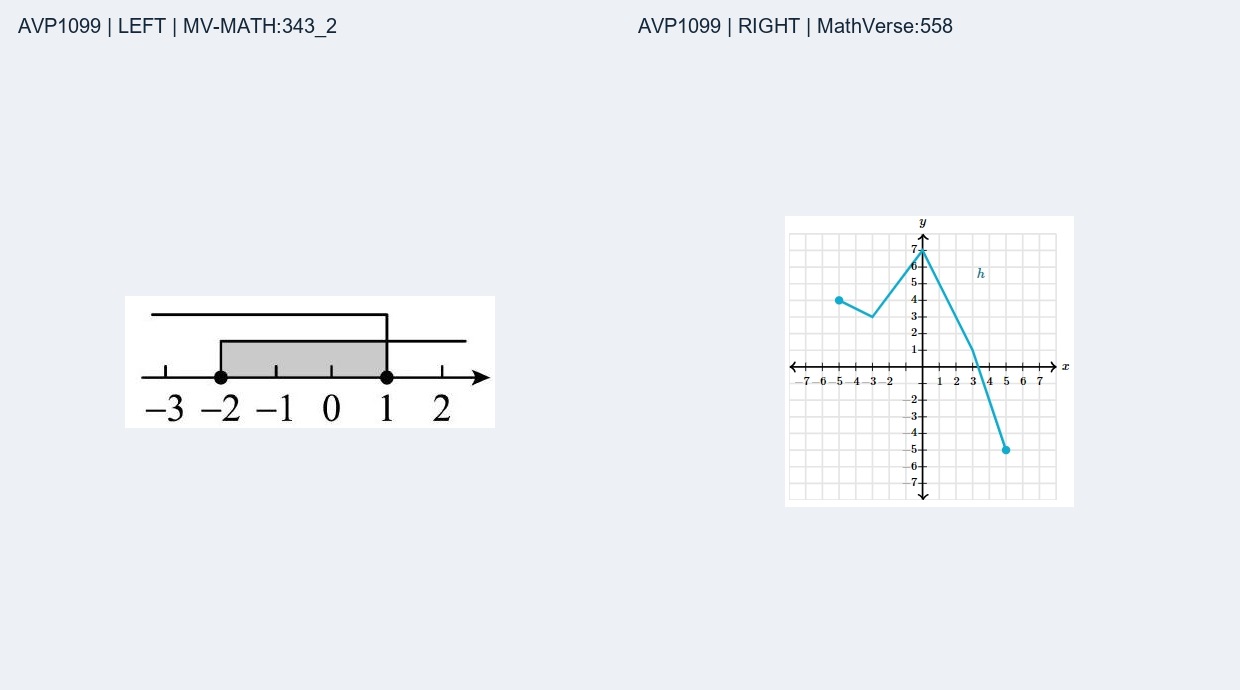 AVP1099 | LEFT | MV-MATH:343_2
AVP1099 | RIGHT | MathVerse:558
−3 −2 −1 0 1 2
y
7
6
5
4
3
2
1
h
x
−7 −6 −5 −4 −3 −2 1 2 3 4 5 6 7
−2
−3
−4
−5
−6
−7